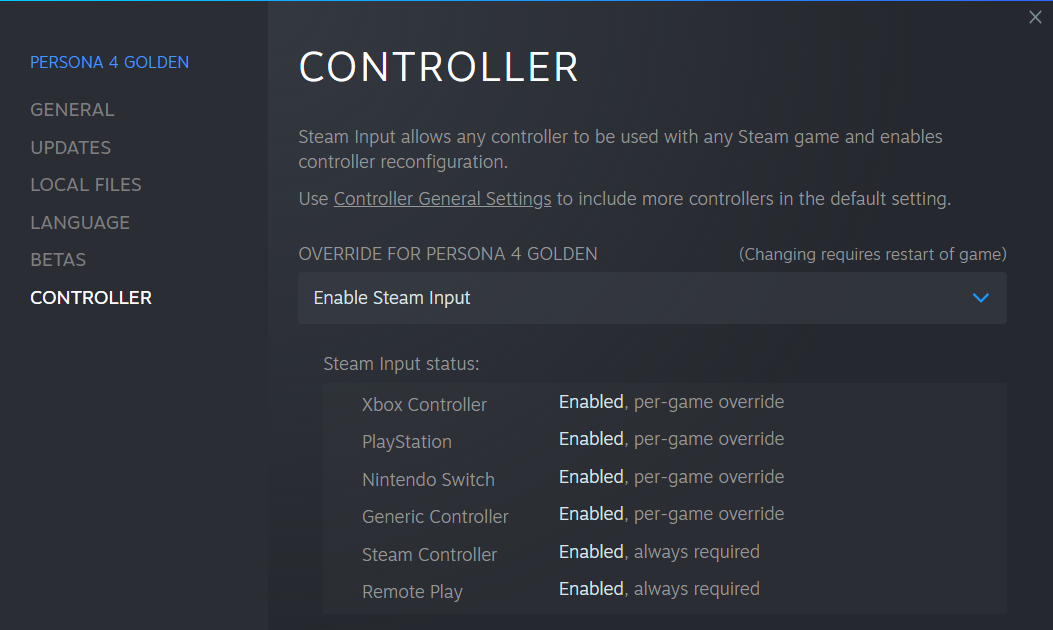 PERSONA 4 GOLDEN
GENERAL
UPDATES
LOCAL FILES
LANGUAGE
BETAS
CONTROLLER
CONTROLLER
Steam Input allows any controller to be used with any Steam game and enables
controller reconfiguration.
Use Controller General Settings to include more controllers in the default setting.
OVERRIDE FOR PERSONA 4 GOLDEN (Changing requires restart of game)
Enable Steam Input
Steam Input status:
Xbox Controller Enabled, per-game override
PlayStation Enabled, per-game override
Nintendo Switch Enabled, per-game override
Generic Controller Enabled, per-game override
Steam Controller Enabled, always required
Remote Play Enabled, always required